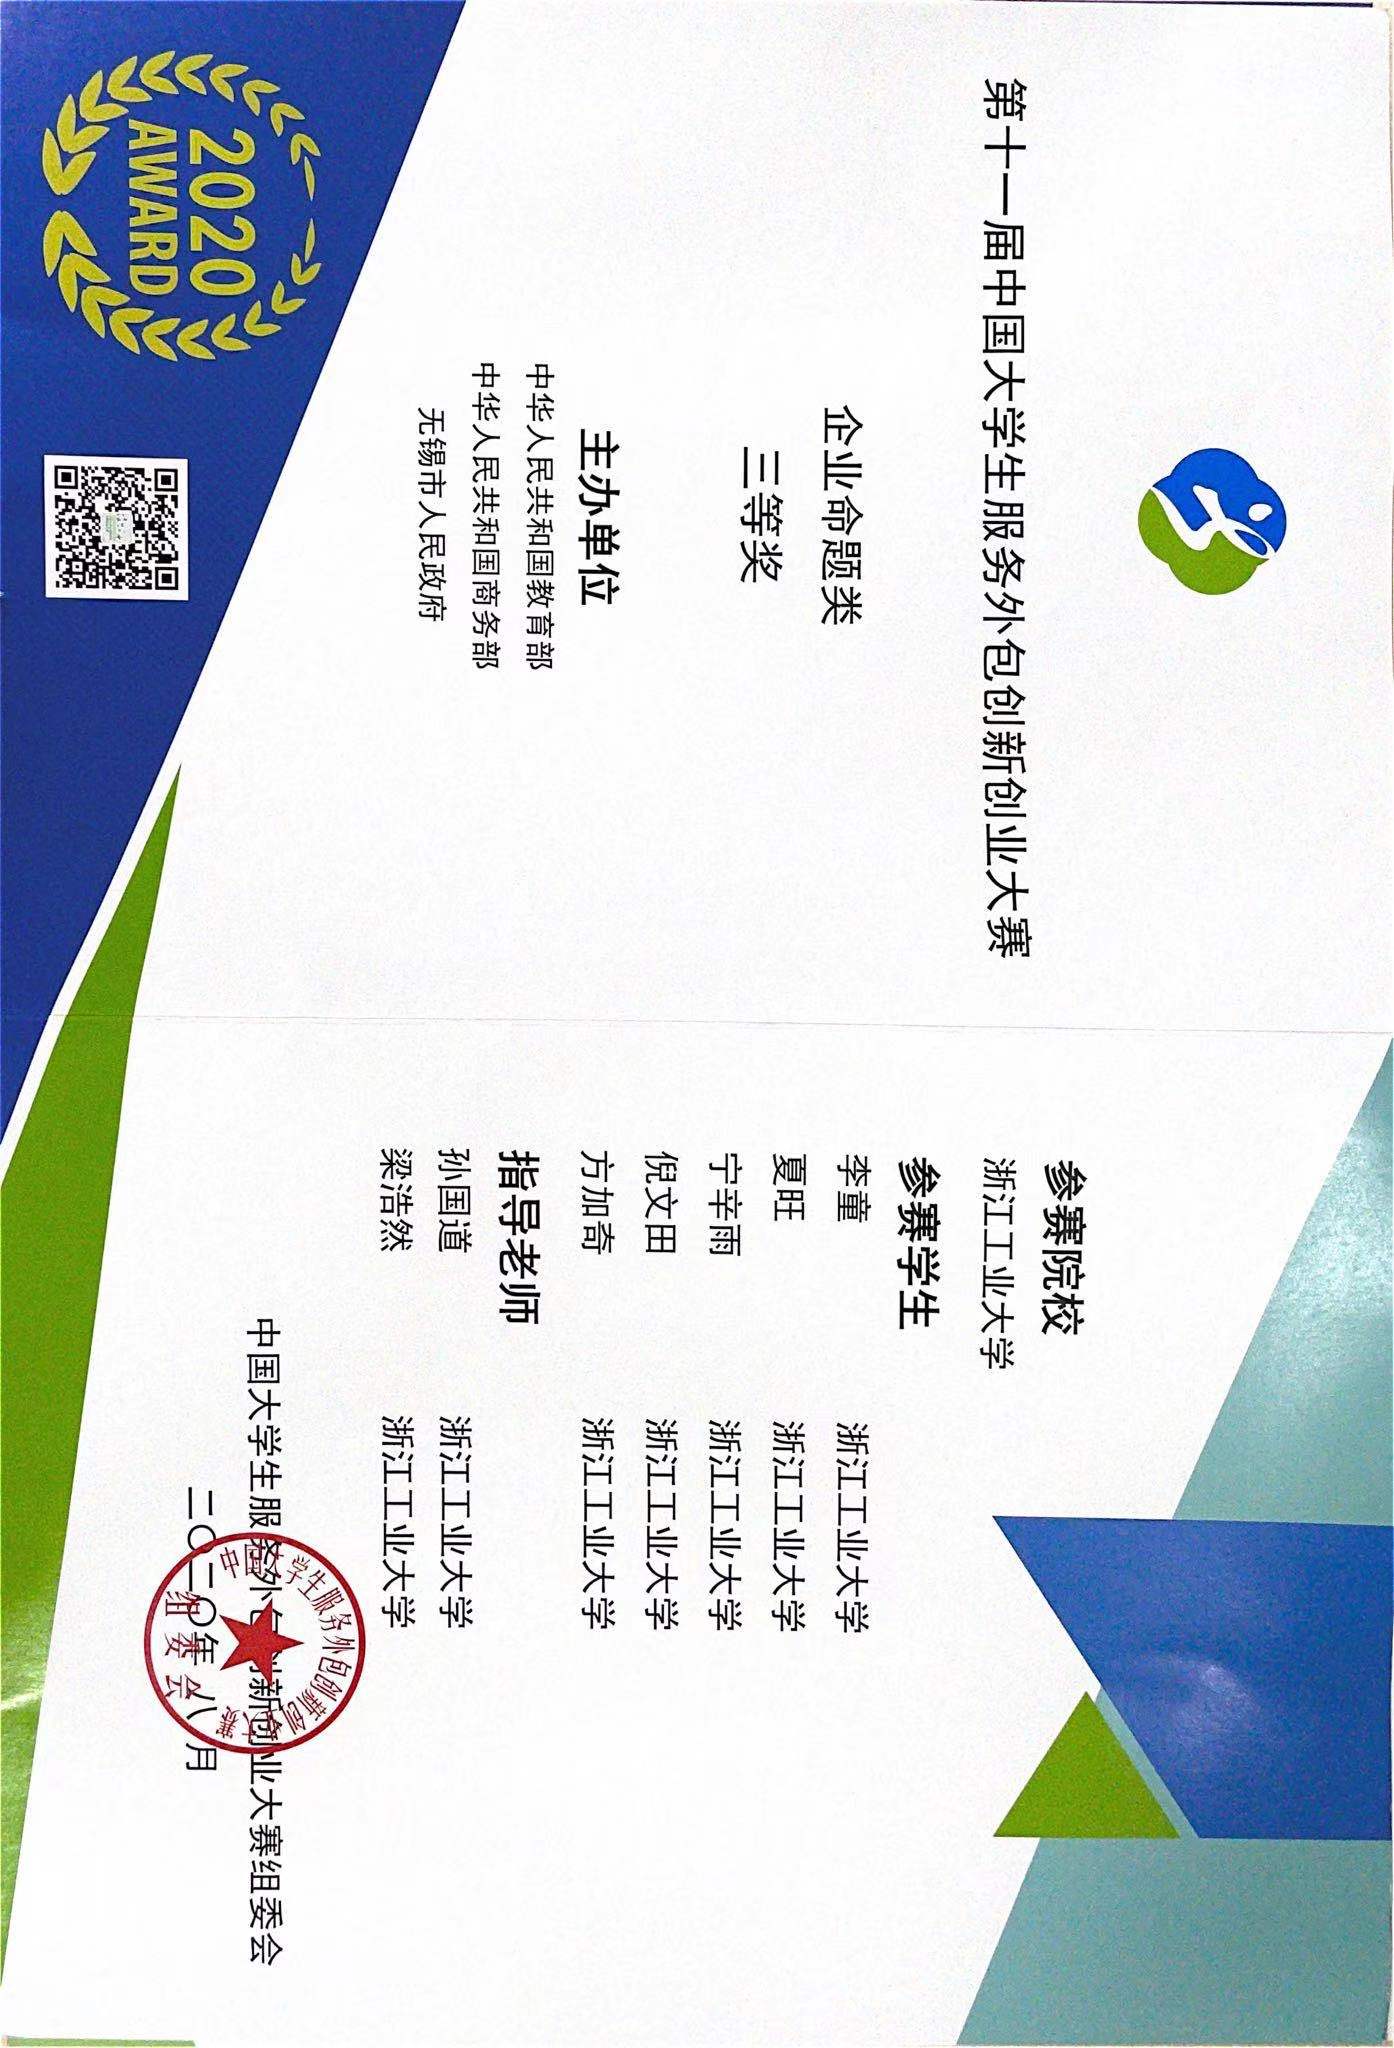 第十一届中国大学生服务外包创新创业大赛
企业命题类
三等奖
主办单位
中华人民共和国教育部
中华人民共和国商务部
无锡市人民政府
2020
AWARD
参赛院校
浙江工业大学
参赛学生
李童 浙江工业大学
夏旺 浙江工业大学
宁辛雨 浙江工业大学
倪文田 浙江工业大学
方加奇 浙江工业大学
指导老师
孙国道 浙江工业大学
梁浩然 浙江工业大学
中国大学生服务外包创新创业大赛组委会
二〇二〇年八月
中国大学生服务外包创新创业大赛
组委会